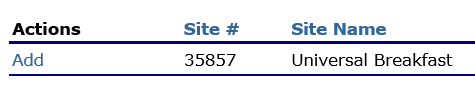 Actions Site # Site Name
Add 35857 Universal Breakfast